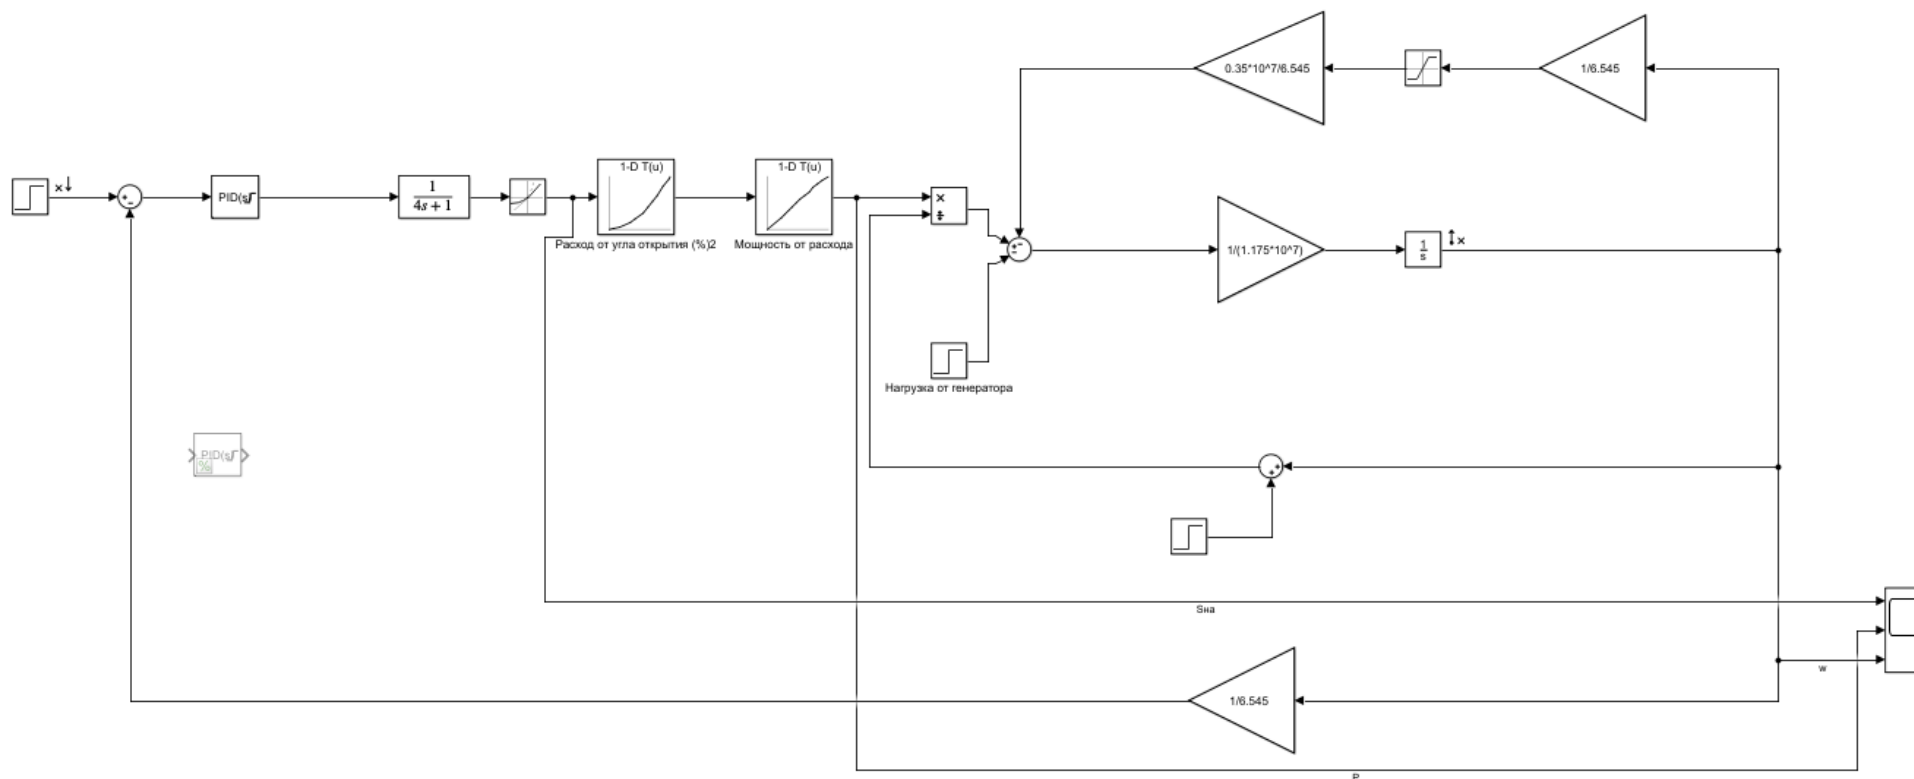 0.35*10^7/6.545
1/6.545
1-D T(u)
1-D T(u)
PID(s)
1
4s + 1
×
÷
Расход от угла открытия (%)2
Мощность от расхода
1/(1.175*10^7)
1
s
Нагрузка от генератора
PID(s)
%
Sна
w
1/6.545
P